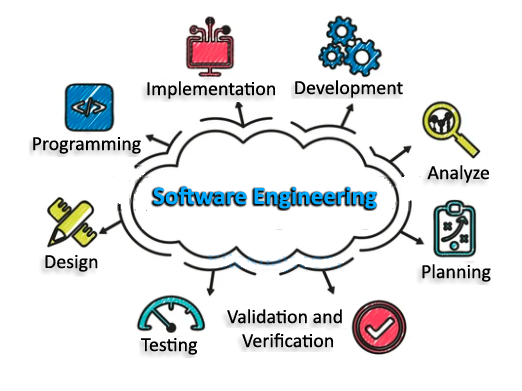 Implementation
Development
Programming
Analyze
Software Engineering
Design
Planning
Testing
Validation and
Verification